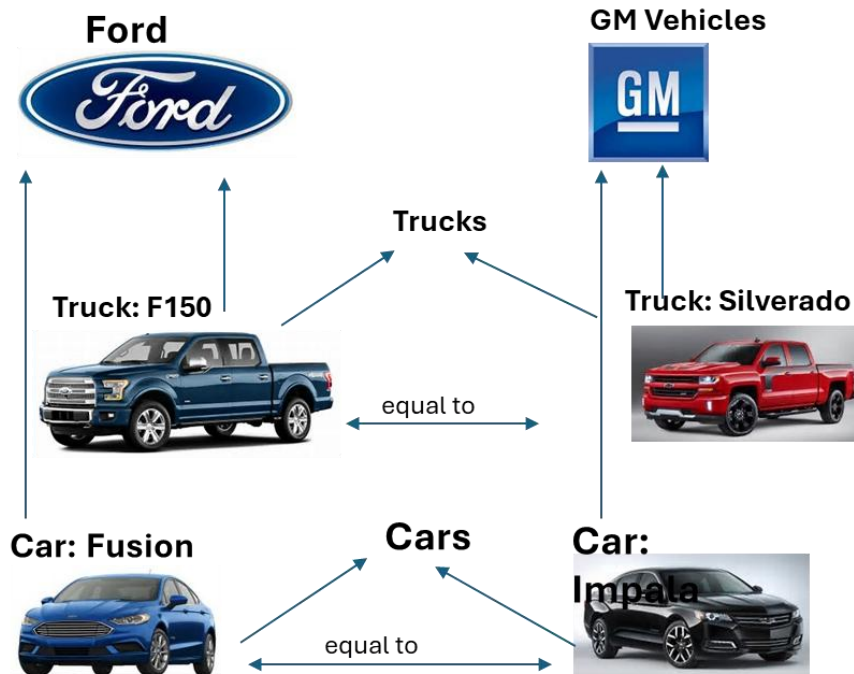 Ford
GM Vehicles
Ford
GM
Trucks
Truck: F150
Truck: Silverado
equal to
Car: Fusion
Cars
Car:
Impala
equal to